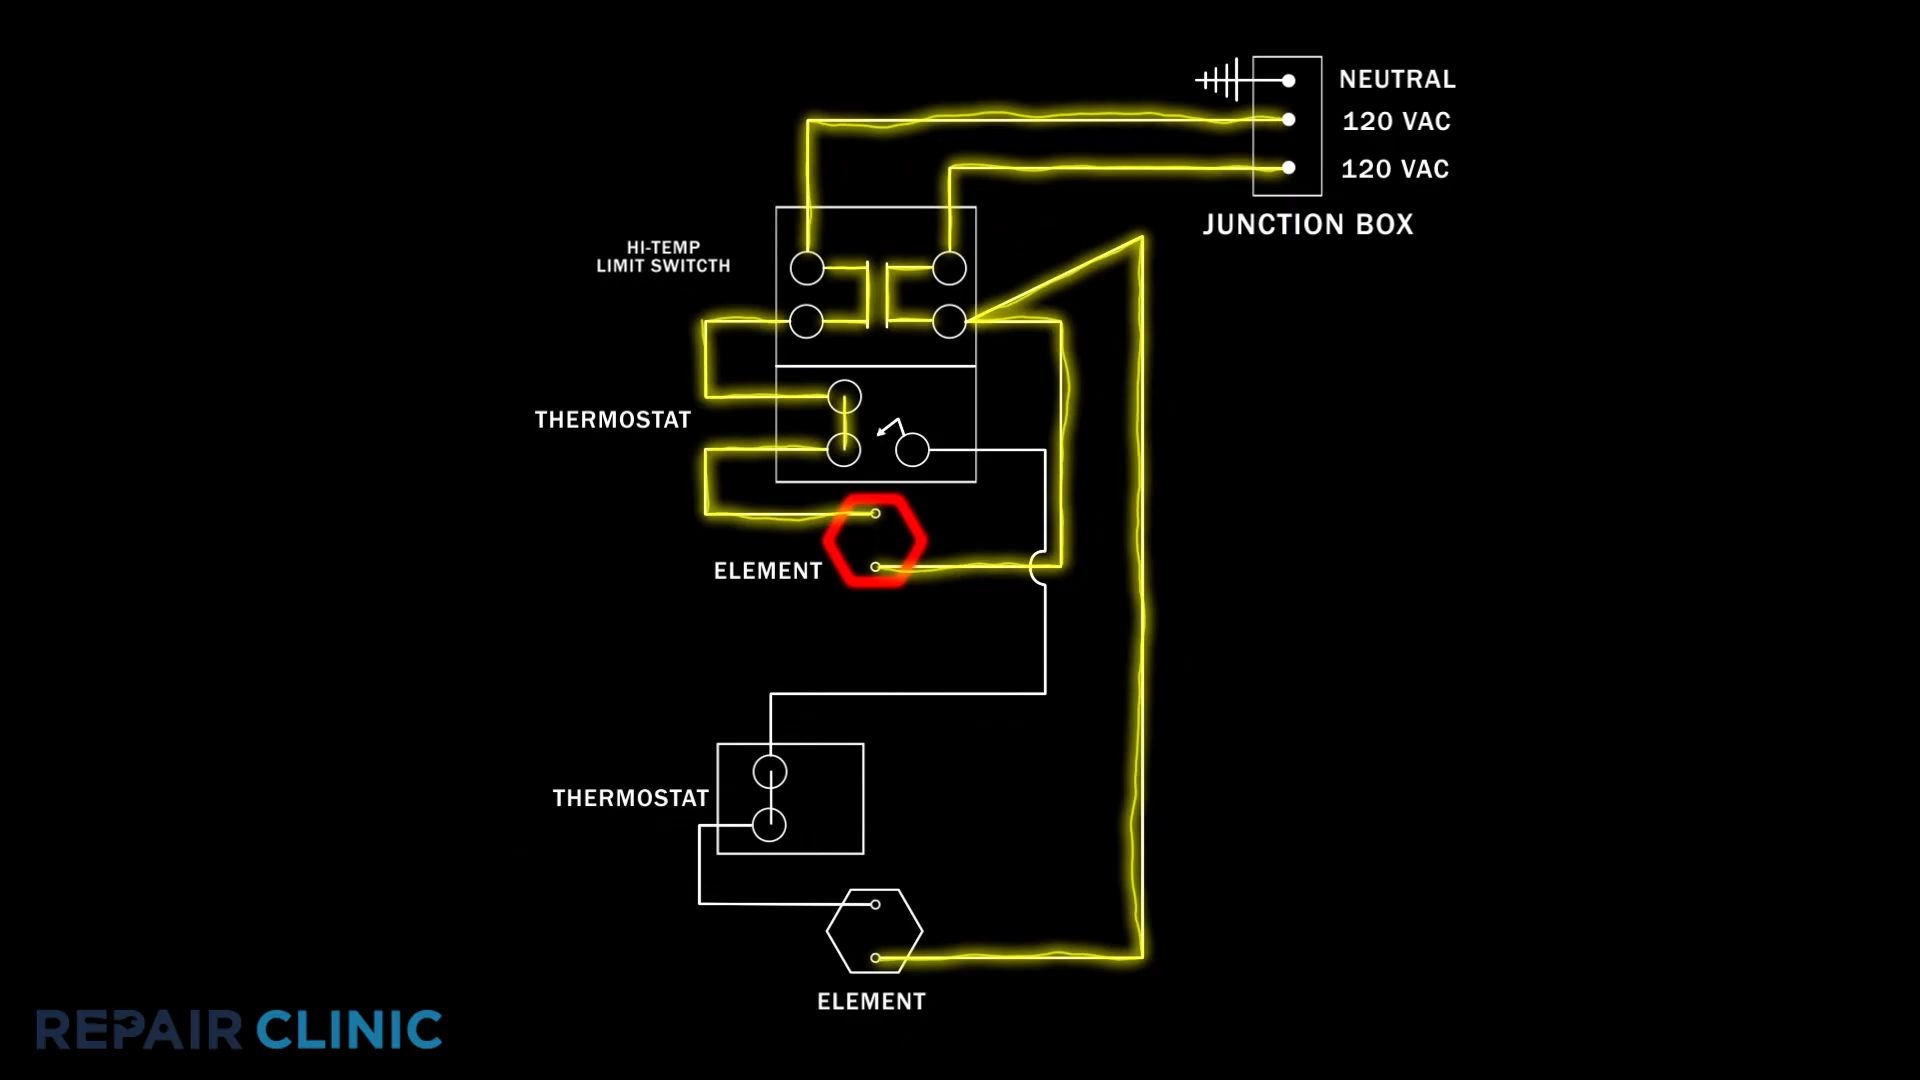 NEUTRAL
120 VAC
120 VAC
JUNCTION BOX
HI-TEMP
LIMIT SWITCTH
THERMOSTAT
ELEMENT
THERMOSTAT
ELEMENT
REPAIR CLINIC